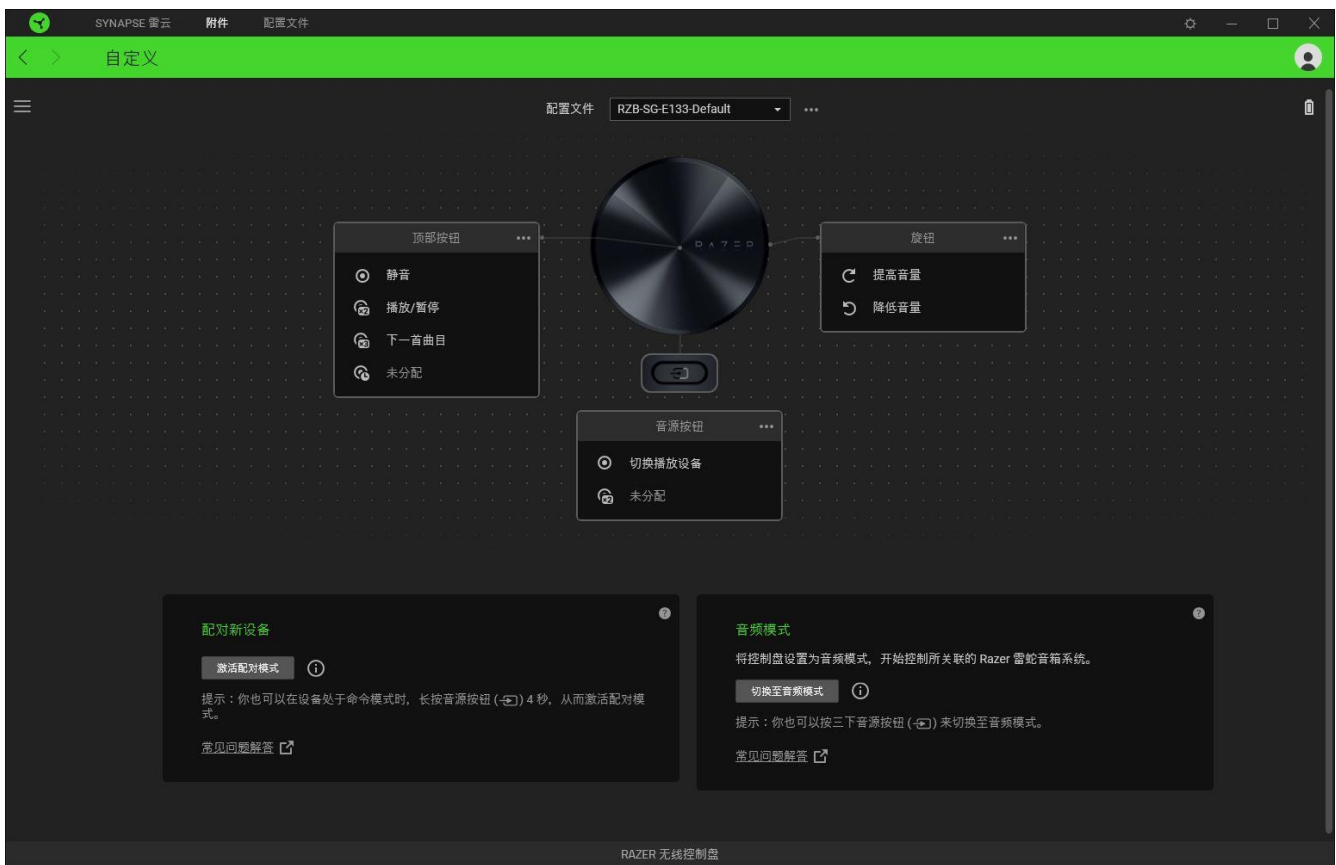 SYNAPSE 雷云 附件 配置文件
自定义
配置文件 RZB-SG-E133-Default
RAZER
顶部按钮
静音
播放/暂停
下一首曲目
未分配
旋钮
提高音量
降低音量
音源按钮
切换播放设备
未分配
配对新设备
激活配对模式
提示：你也可以在设备处于命令模式时，长按音源按钮 ( ) 4 秒，从而激活配对模
式。
常见问题解答
音频模式
将控制盘设置为音频模式，开始控制所关联的 Razer 雷蛇音箱系统。
切换至音频模式
提示：你也可以按三下音源按钮 ( ) 来切换至音频模式。
常见问题解答
RAZER 无线控制盘